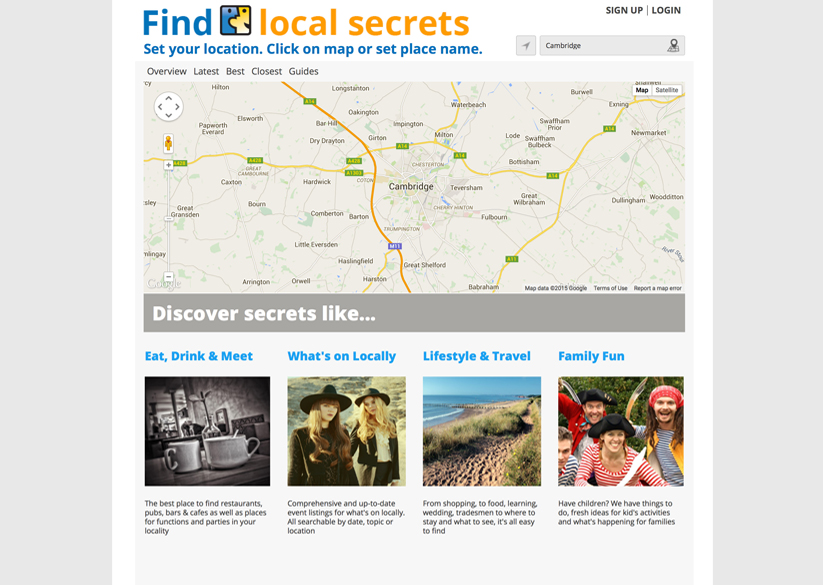 Find local secrets
SIGN UP | LOGIN
Set your location. Click on map or set place name.
Cambridge
Overview Latest Best Closest Guides
Hilton
Longstanton
Burwell
Map Satellite
Exning
A14
Waterbeach
Elsworth
Oakington
Papworth Everard
Bar Hill
Impington
Swaffham Prior
Milton
Lode
Swaffham Bulbeck
A14
Newmarket
Dry Drayton
Girton
A14
A14
A428
A428
A428
CHESTERTON
Bottisham
GREAT CAMBOURNE
A1303
COTON
A14
Caxton
Hardwick
Cambridge
Teversham
Great Wilbraham
Dullingham
Woodditton
Bourn
CHERRY HINTON
Great Gransden
Comberton
Barton
Fulbourn
TRUMPINGTON
Little Eversden
M11
Haslingfield
Great Shelford
A11
Arrington
Orwell
Harston
Babraham
Google
Map data ©2015 Google Terms of Use Report a map error
Discover secrets like...
Eat, Drink & Meet
What's on Locally
Lifestyle & Travel
Family Fun
The best place to find restaurants,
pubs, bars & cafes as well as places
for functions and parties in your
locality
Comprehensive and up-to-date
event listings for what's on locally.
All searchable by date, topic or
location
From shopping, to food, learning,
wedding, tradesmen to where to
stay and what to see, it's all easy
to find
Have children? We have things to
do, fresh ideas for kid's activities
and what's happening for families